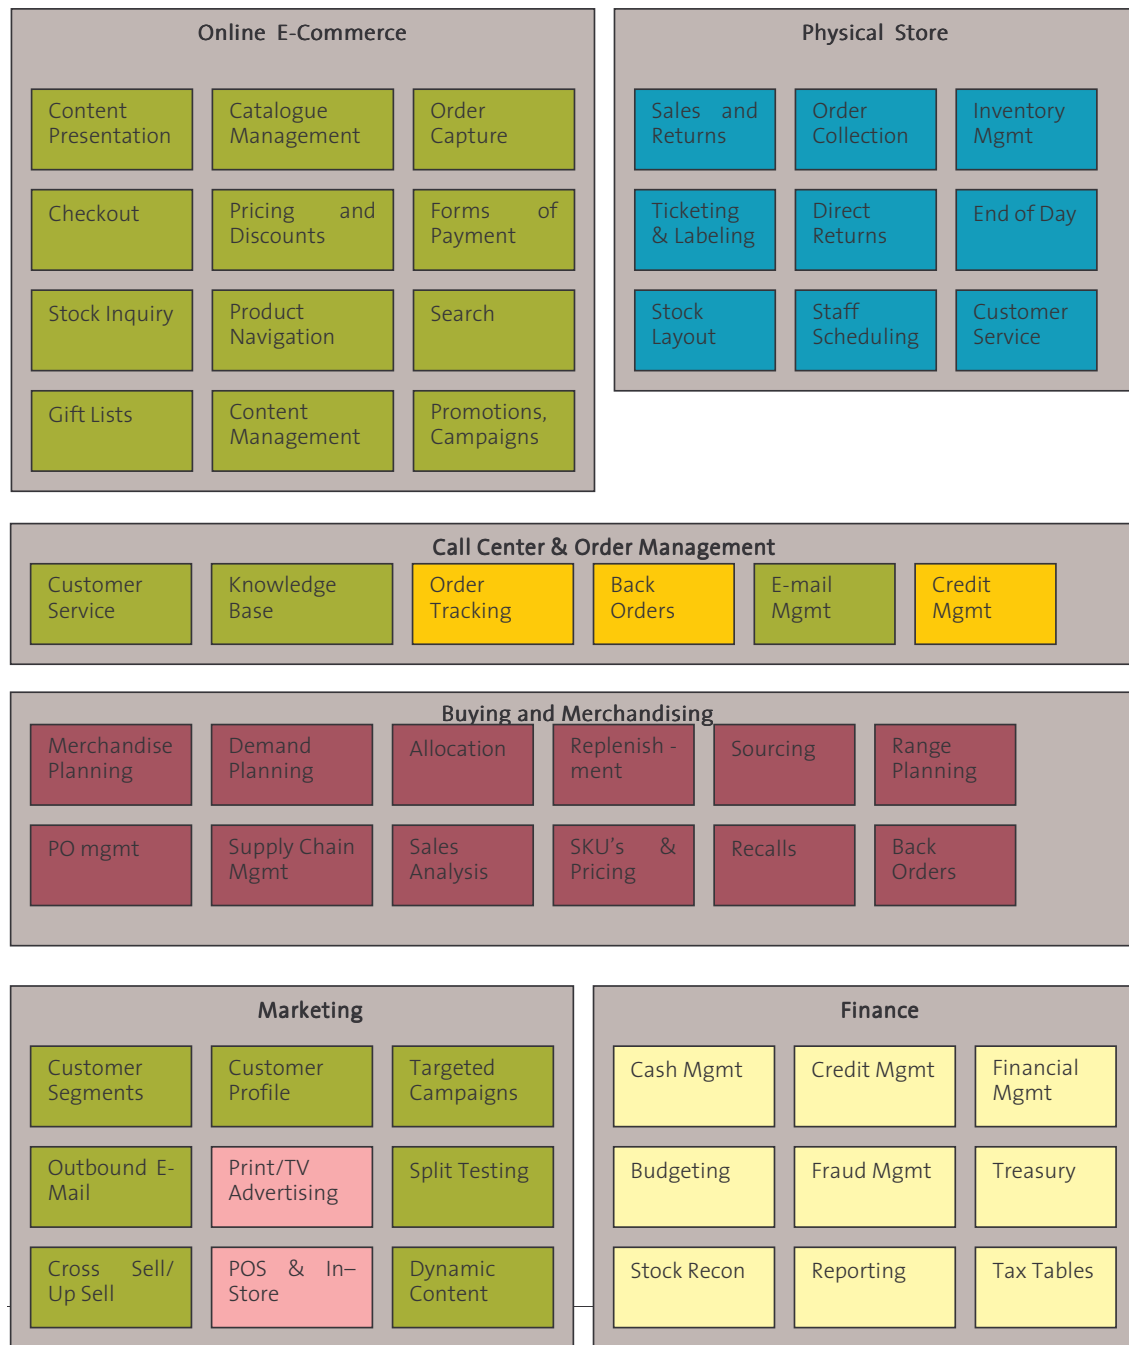 Online E-Commerce
Content
Presentation
Catalogue
Management
Order
Capture
Checkout
Pricing and
Discounts
Forms of
Payment
Stock Inquiry
Product
Navigation
Search
Gift Lists
Content
Management
Promotions,
Campaigns
Physical Store
Sales and
Returns
Order
Collection
Inventory
Mgmt
Ticketing
& Labeling
Direct
Returns
End of Day
Stock
Layout
Staff
Scheduling
Customer
Service
Call Center & Order Management
Customer
Service
Knowledge
Base
Order
Tracking
Back
Orders
E-mail
Mgmt
Credit
Mgmt
Buying and Merchandising
Merchandise
Planning
Demand
Planning
Allocation
Replenish -
ment
Sourcing
Range
Planning
PO mgmt
Supply Chain
Mgmt
Sales
Analysis
SKU's &
Pricing
Recalls
Back
Orders
Marketing
Customer
Segments
Customer
Profile
Targeted
Campaigns
Outbound E-
Mail
Print/TV
Advertising
Split Testing
Cross Sell/
Up Sell
POS & In–
Store
Dynamic
Content
Finance
Cash Mgmt
Credit Mgmt
Financial
Mgmt
Budgeting
Fraud Mgmt
Treasury
Stock Recon
Reporting
Tax Tables